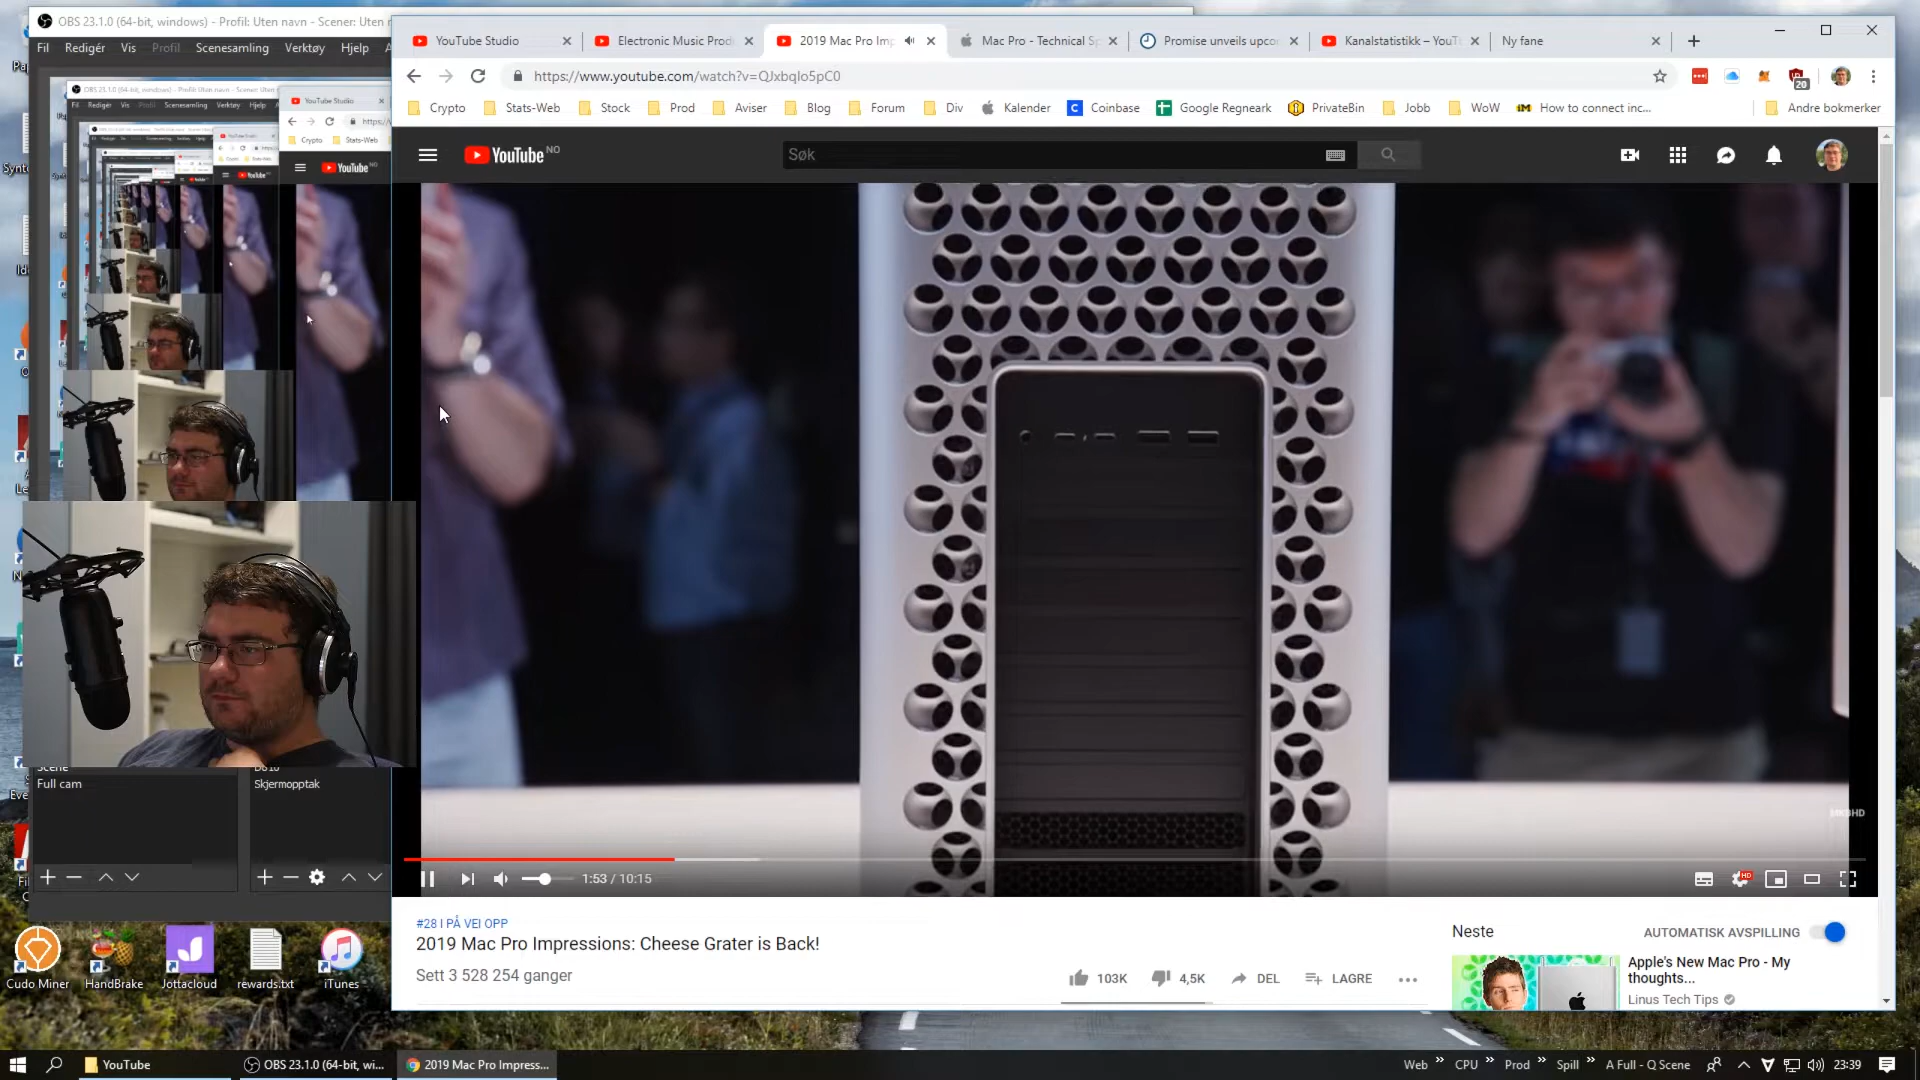 OBS 23.1.0 (64-bit, windows) - Profil: Uten navn - Scener: Uten n
Fil Redigér Vis Profil Scenesamling Verktøy Hjelp
YouTube Studio
Electronic Music Prod
2019 Mac Pro Im
Mac Pro - Technical Sp
Promise unveils upco
Kanalstatistikk – YouT
Ny fane
https://www.youtube.com/watch?v=QJxbqlo5pC0
20
Crypto
Stats-Web
Stock
Prod
Aviser
Blog
Forum
Div
Kalender
Coinbase
Google Regneark
PrivateBin
Jobb
WoW
How to connect inc...
Andre bokmerker
YouTube NO
Søk
MKBHD
1:53 / 10:15
HD
#28 I PÅ VEI OPP
2019 Mac Pro Impressions: Cheese Grater is Back!
Sett 3 528 254 ganger
103K
4,5K
DEL
LAGRE
Neste
AUTOMATISK AVSPILLING
Apple's New Mac Pro - My
thoughts...
Linus Tech Tips
Full cam
Skjermopptak
Cudo Miner
HandBrake
Jottacloud
rewards.txt
iTunes
YouTube
OBS 23.1.0 (64-bit, wi...
2019 Mac Pro Impress...
Web
CPU
Prod
Spill
A Full - Q Scene
23:39